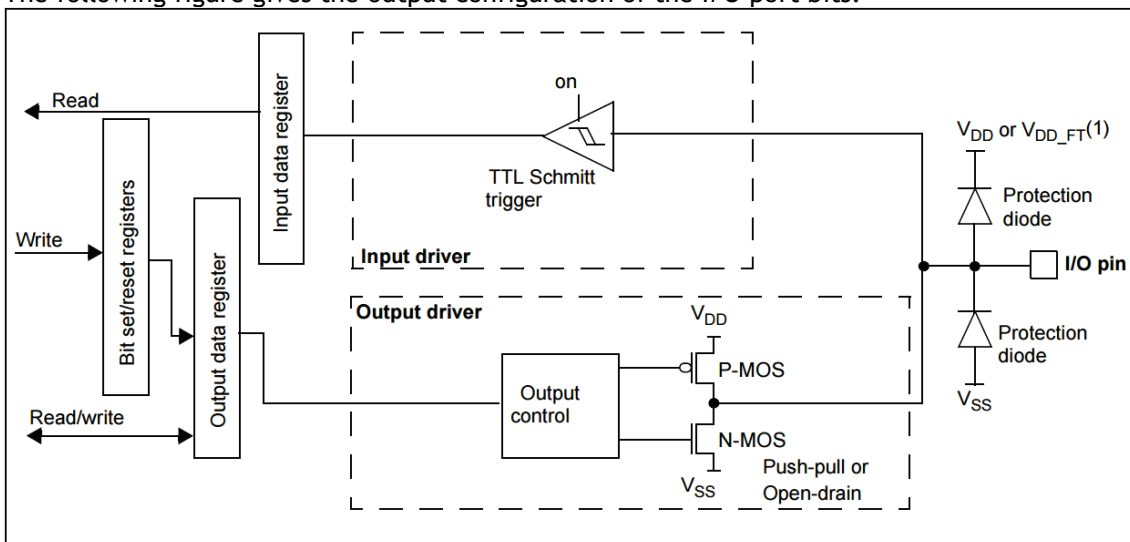 The following figure gives the output configuration of the I/O port bits.
on
Read
Input data register
TTL Schmitt
trigger
VDD or VDD_FT(1)
Protection
diode
Write
Bit set/reset registers
Input driver
I/O pin
Output data register
Output driver
VDD
P-MOS
Output
control
Protection
diode
VSS
Read/write
N-MOS
VSS
Push-pull or
Open-drain